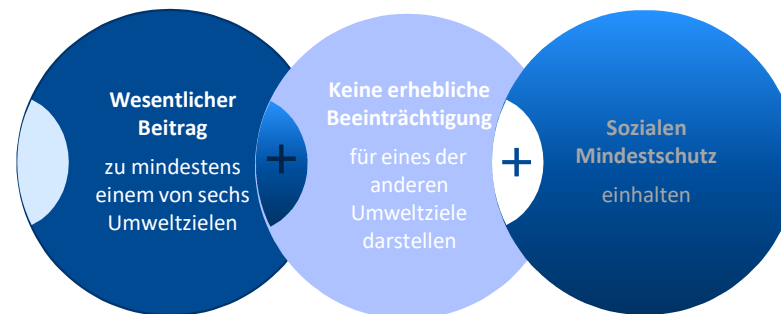 Wesentlicher
Beitrag
zu mindestens
einem von sechs
Umweltzielen
+
Keine erhebliche
Beeinträchtigung
für eines der
anderen
Umweltziele
darstellen
+
Sozialen
Mindestschutz
einhalten